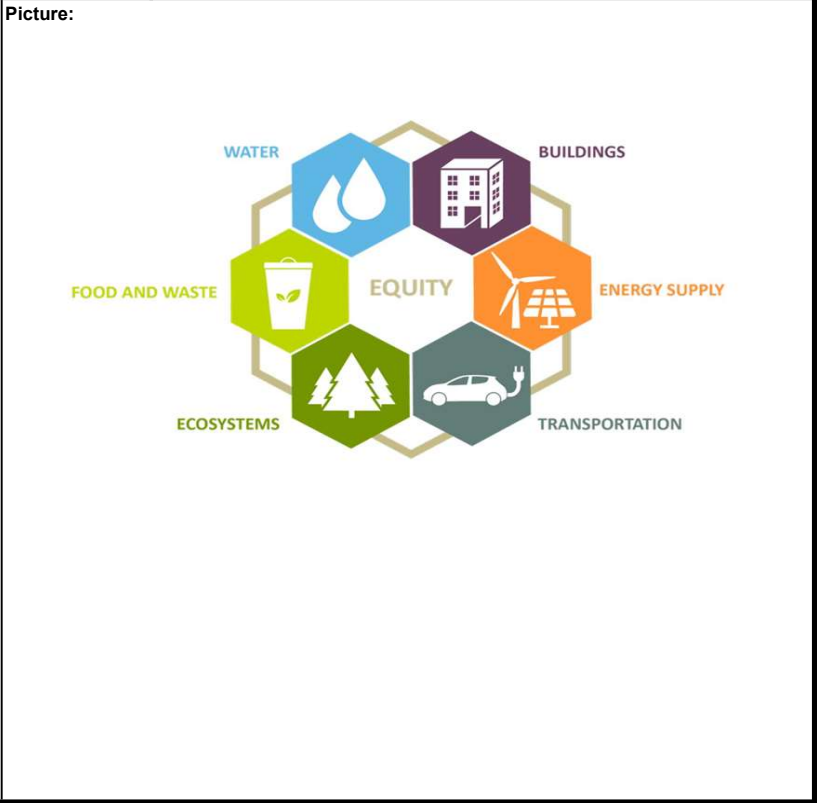 Picture:
WATER
BUILDINGS
FOOD AND WASTE
EQUITY
ENERGY SUPPLY
ECOSYSTEMS
TRANSPORTATION